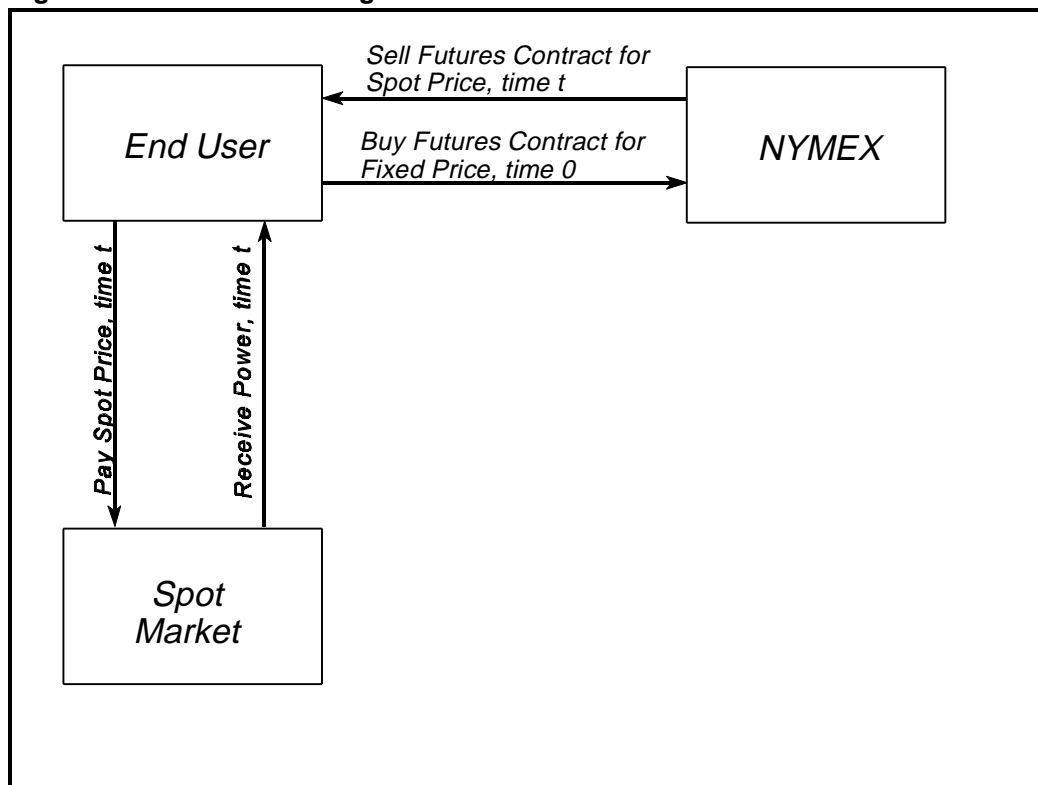 Sell Futures Contract for
Spot Price, time t
End User
NYMEX
Buy Futures Contract for
Fixed Price, time 0
Pay Spot Price, time t
Receive Power, time t
Spot
Market